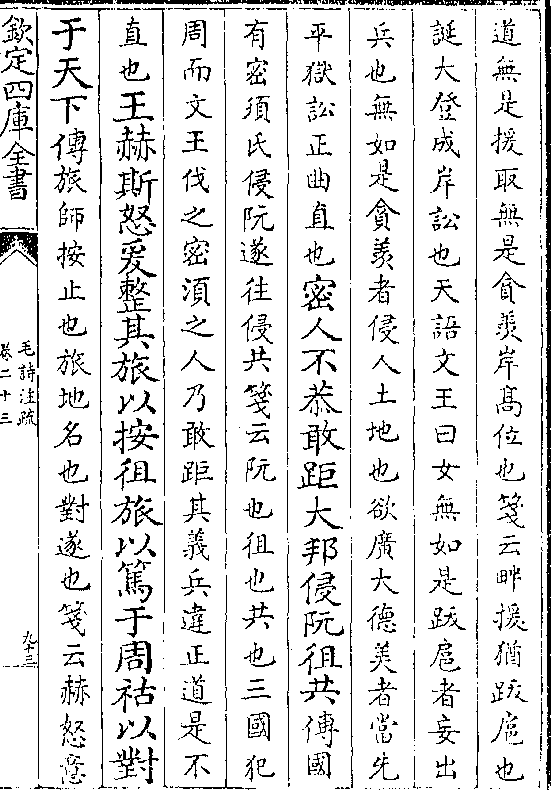 道無是援取無是貪羨岸髙位也箋云畔援猶跋扈也
誕大登成岸訟也天語文王曰女無如是跋扈者妄出
兵也無如是貪羨者侵人土地也欲廣大德美者當先
平獄訟正曲直也密人不恭敢距大邦侵阮徂共傳國
有密須氏侵阮遂往侵共箋云阮也徂也共也三國犯
周而文王伐之密湏之人乃敢距其義兵違正道是不
直也王赫斯怒爰整其旅以按徂旅以篤于周祜以對
于天下傳旅師按止也旅地名也對遂也箋云赫怒意
欽定四庫全書
毛詩注疏
卷二十三
九十三